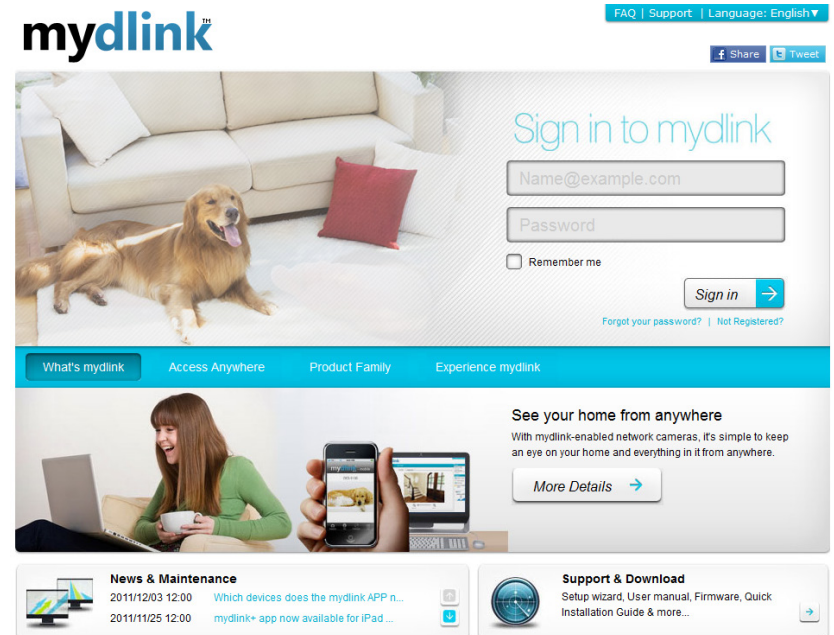 mydlink™
FAQ | Support | Language: English▼
Share
Tweet
Sign in to mydlink
Name@example.com
Password
Remember me
Sign in
Forgot your password? | Not Registered?
What's mydlink
Access Anywhere
Product Family
Experience mydlink
See your home from anywhere
With mydlink-enabled network cameras, it's simple to keep
an eye on your home and everything in it from anywhere.
More Details
mydlink
News & Maintenance
2011/12/03 12:00 Which devices does the mydlink APP n...
2011/11/25 12:00 mydlink+ app now available for iPad ...
Support & Download
Setup wizard, User manual, Firmware, Quick
Installation Guide & more...